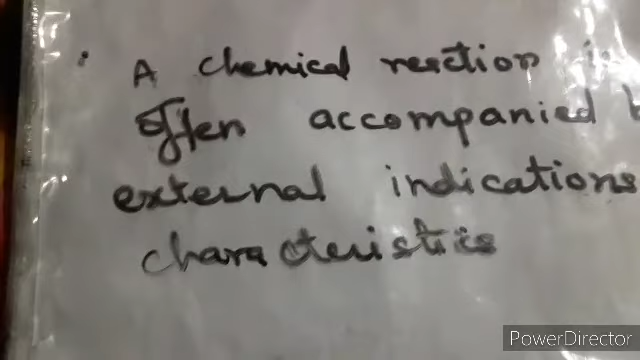 • A chemical reaction i
often accompanied b
external indications
characteristics
PowerDirector